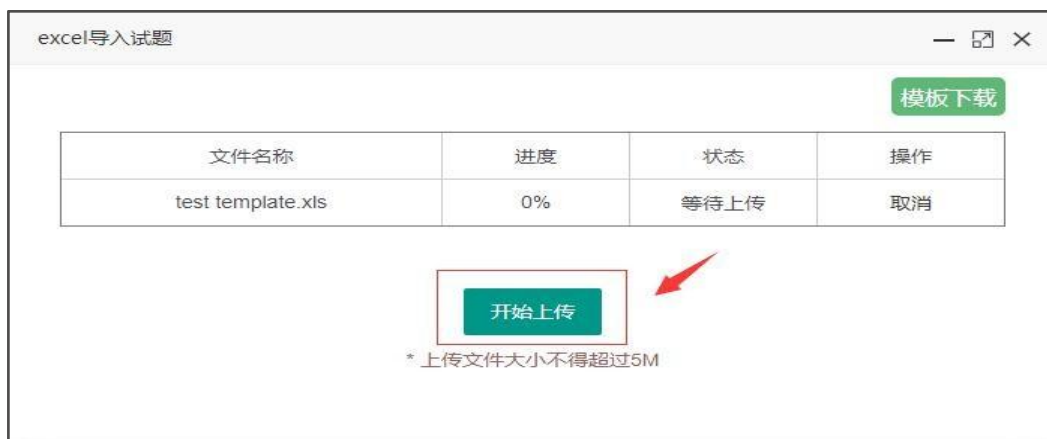 excel导入试题
模板下载
文件名称 进度 状态 操作
test template.xls 0% 等待上传 取消
开始上传
* 上传文件大小不得超过5M